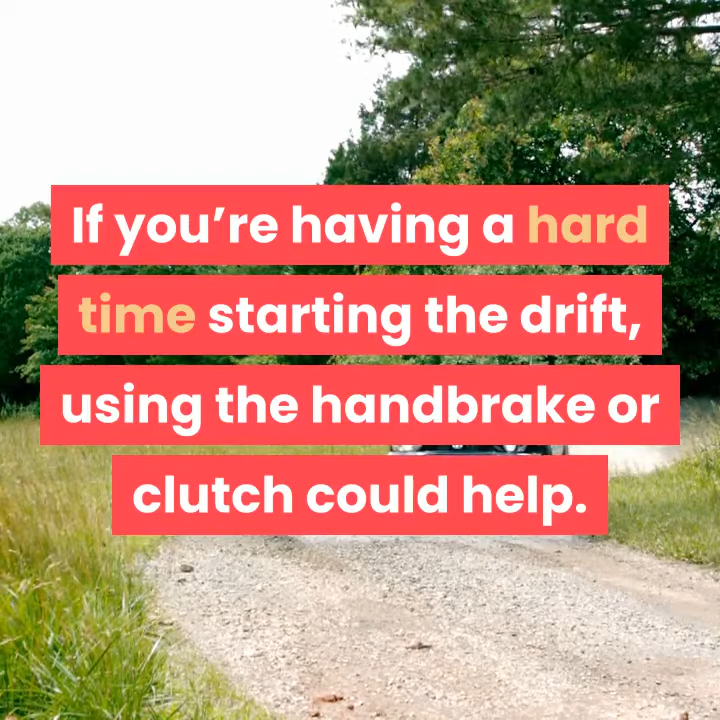 If you’re having a hard
time starting the drift,
using the handbrake or
clutch could help.